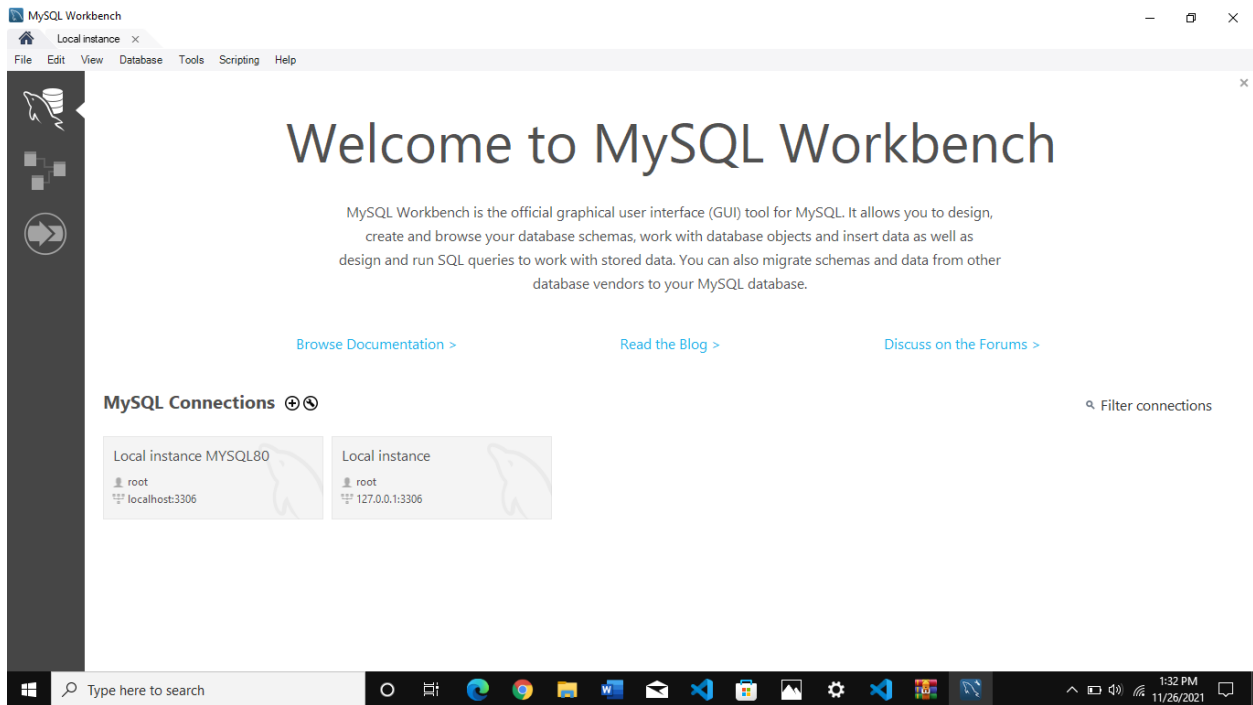 MySQL Workbench
Local instance
File Edit View Database Tools Scripting Help
Welcome to MySQL Workbench
MySQL Workbench is the official graphical user interface (GUI) tool for MySQL. It allows you to design,
create and browse your database schemas, work with database objects and insert data as well as
design and run SQL queries to work with stored data. You can also migrate schemas and data from other
database vendors to your MySQL database.
Browse Documentation > Read the Blog > Discuss on the Forums >
MySQL Connections
Filter connections
Local instance MYSQL80
root
localhost:3306
Local instance
root
127.0.0.1:3306
Type here to search
1:32 PM
11/26/2021